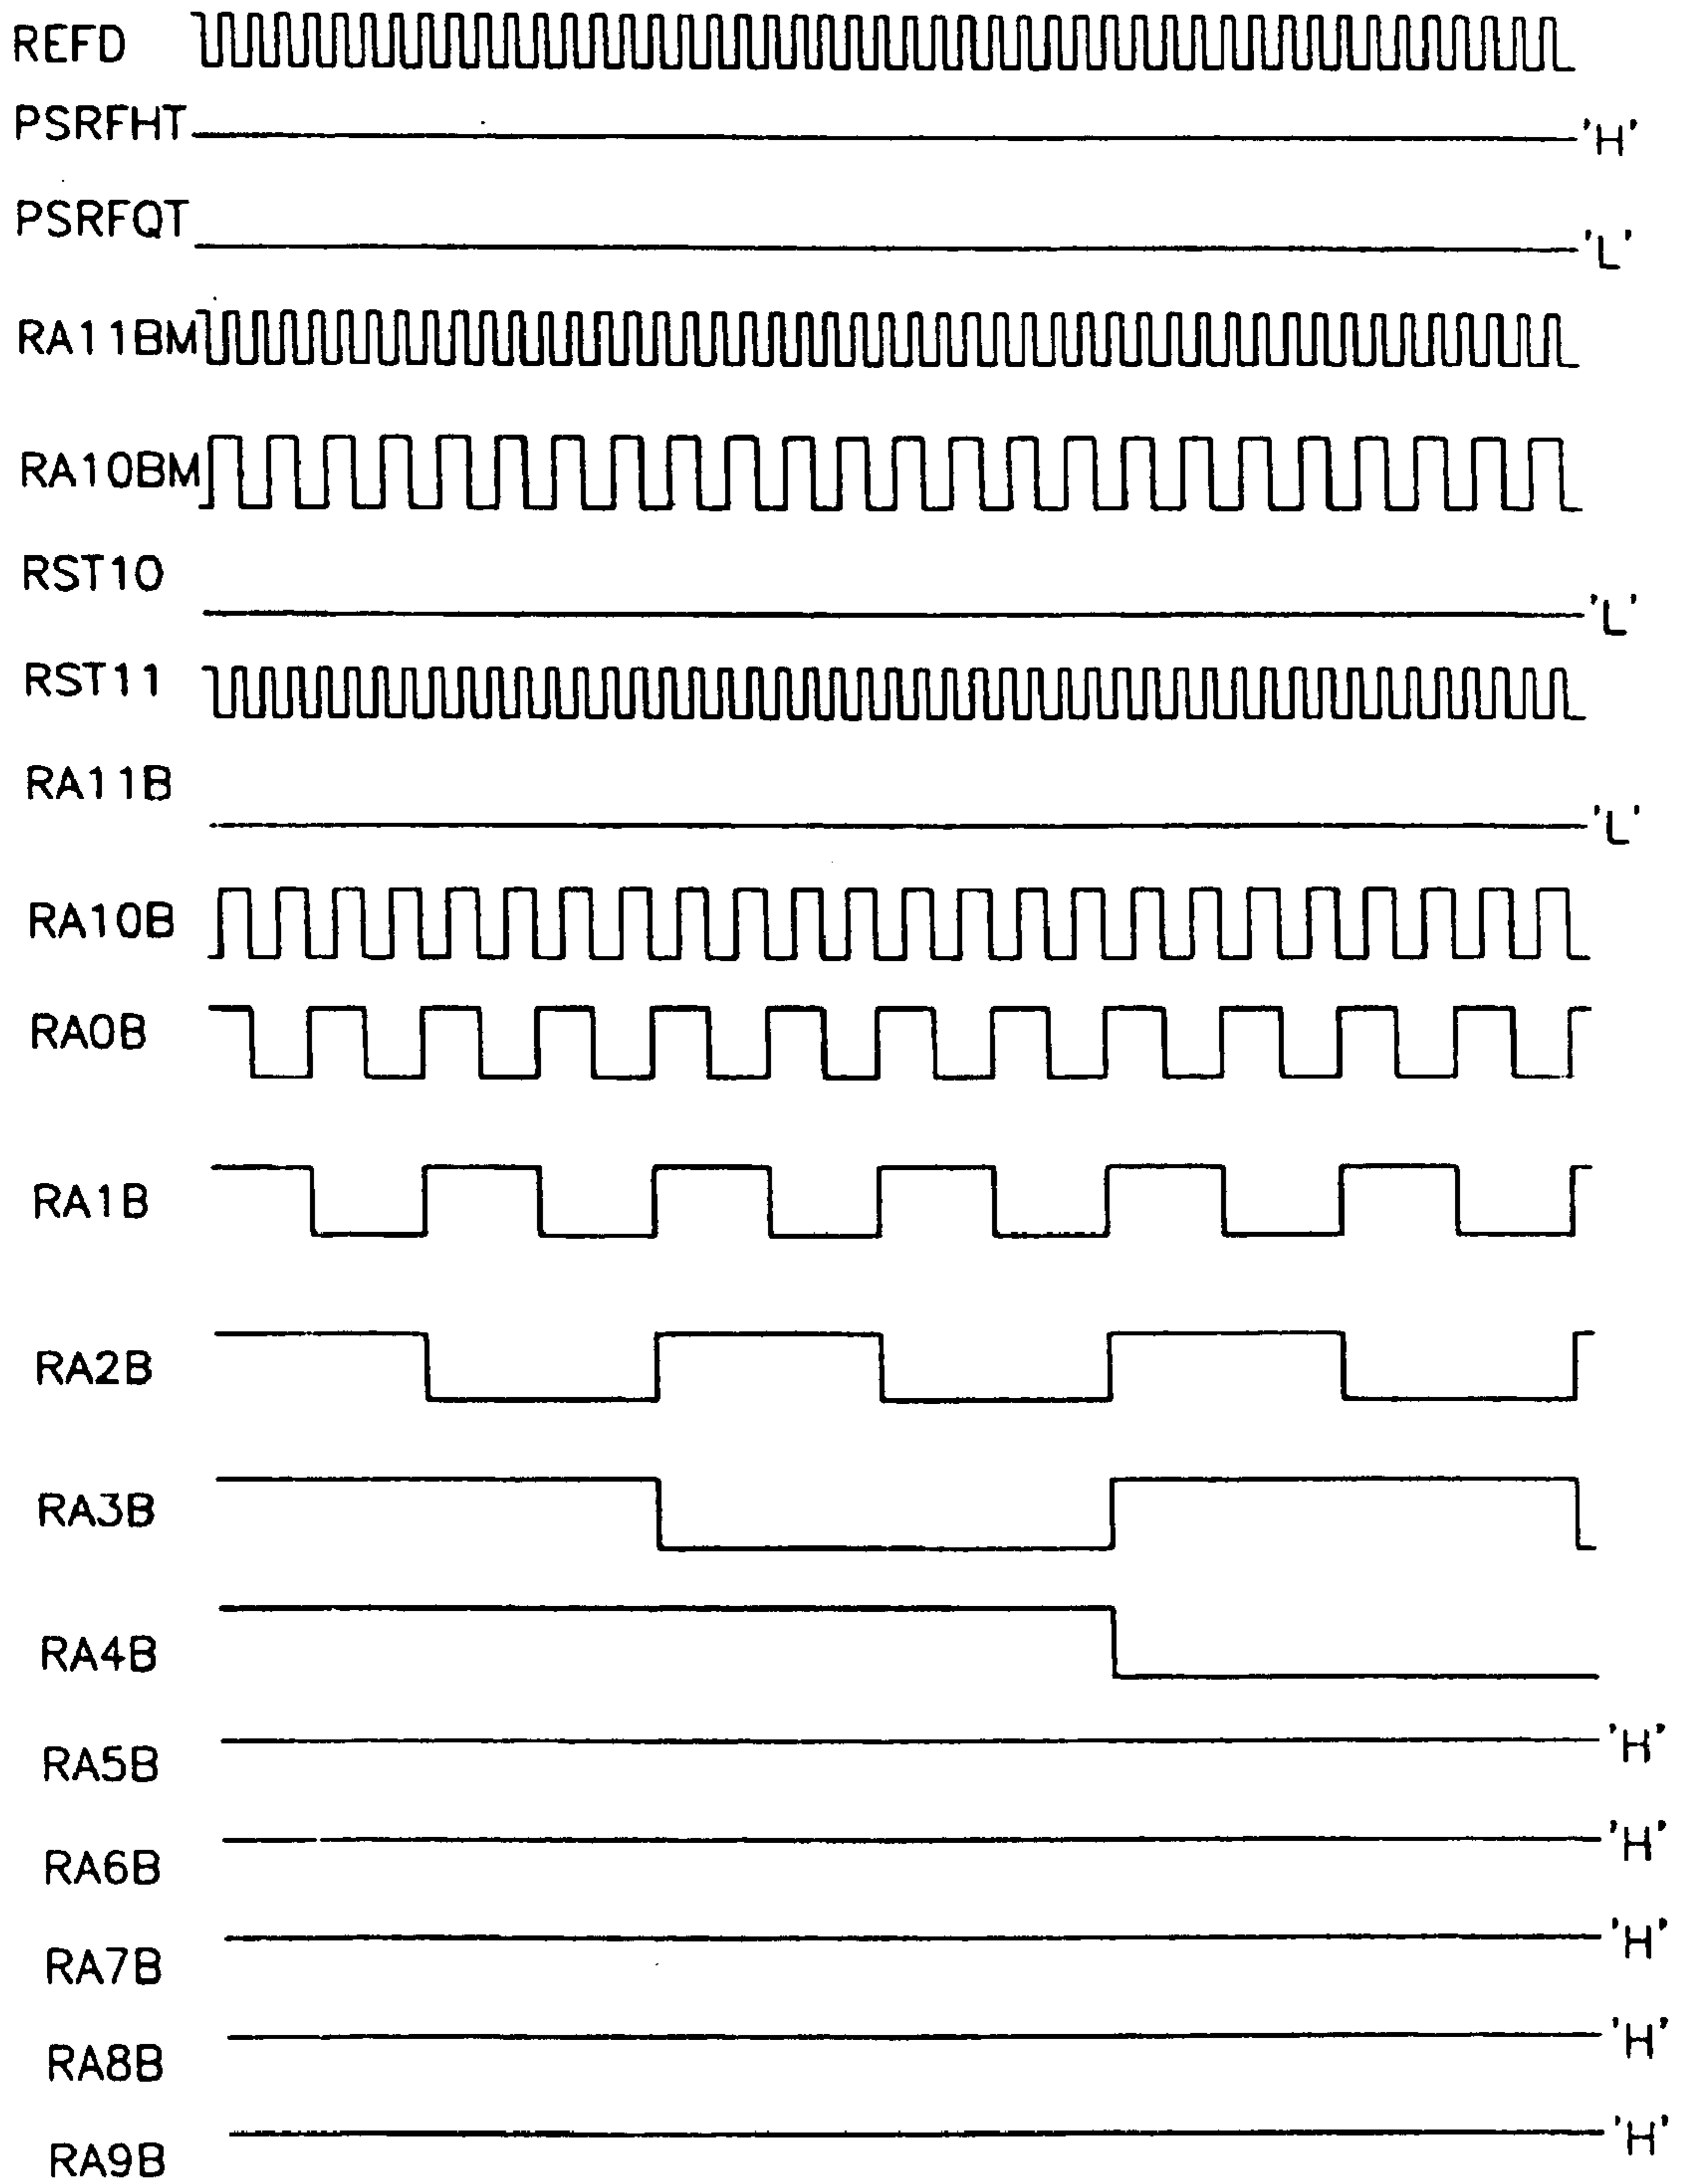 REFD
PSRFHT 'H'
PSRFQT 'L'
RA11BM
RA10BM
RST10 'L'
RST11
RA11B 'L'
RA10B
RA0B
RA1B
RA2B
RA3B
RA4B
RA5B 'H'
RA6B 'H'
RA7B 'H'
RA8B 'H'
RA9B 'H'